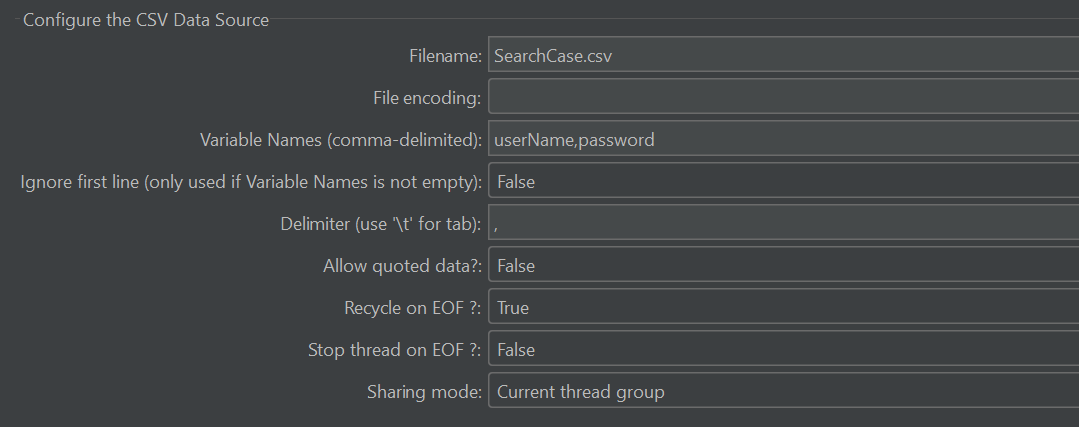 Configure the CSV Data Source
Filename: SearchCase.csv
File encoding:
Variable Names (comma-delimited): userName,password
Ignore first line (only used if Variable Names is not empty): False
Delimiter (use '\t' for tab): ,
Allow quoted data?: False
Recycle on EOF ?: True
Stop thread on EOF ?: False
Sharing mode: Current thread group